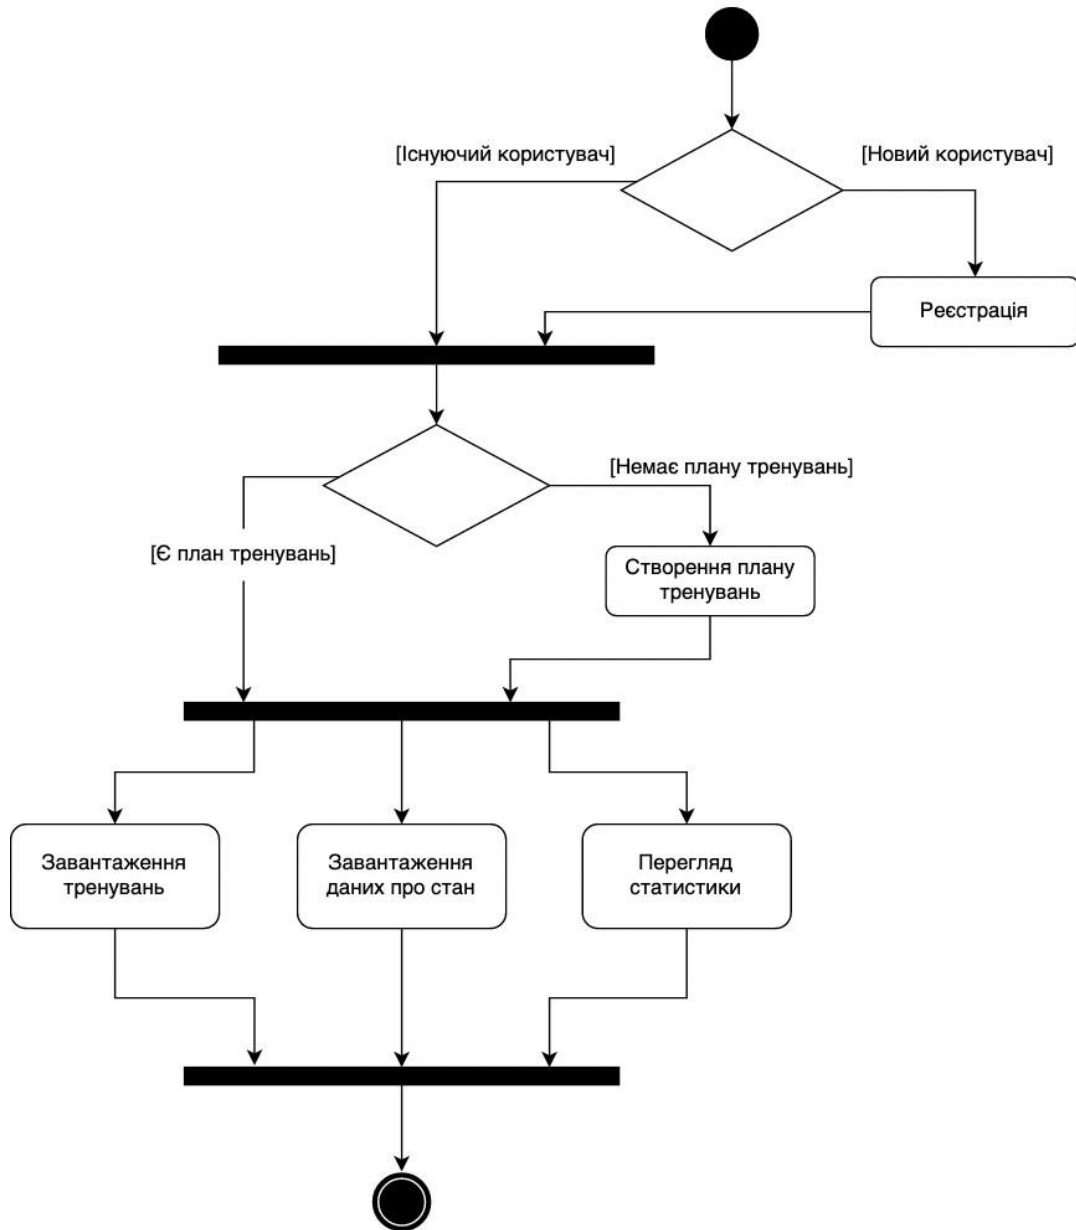 [Існуючий користувач]
[Новий користувач]
Реєстрація
[Немає плану тренувань]
[Є план тренувань]
Створення плану
тренувань
Завантаження
тренувань
Завантаження
даних про стан
Перегляд
статистики